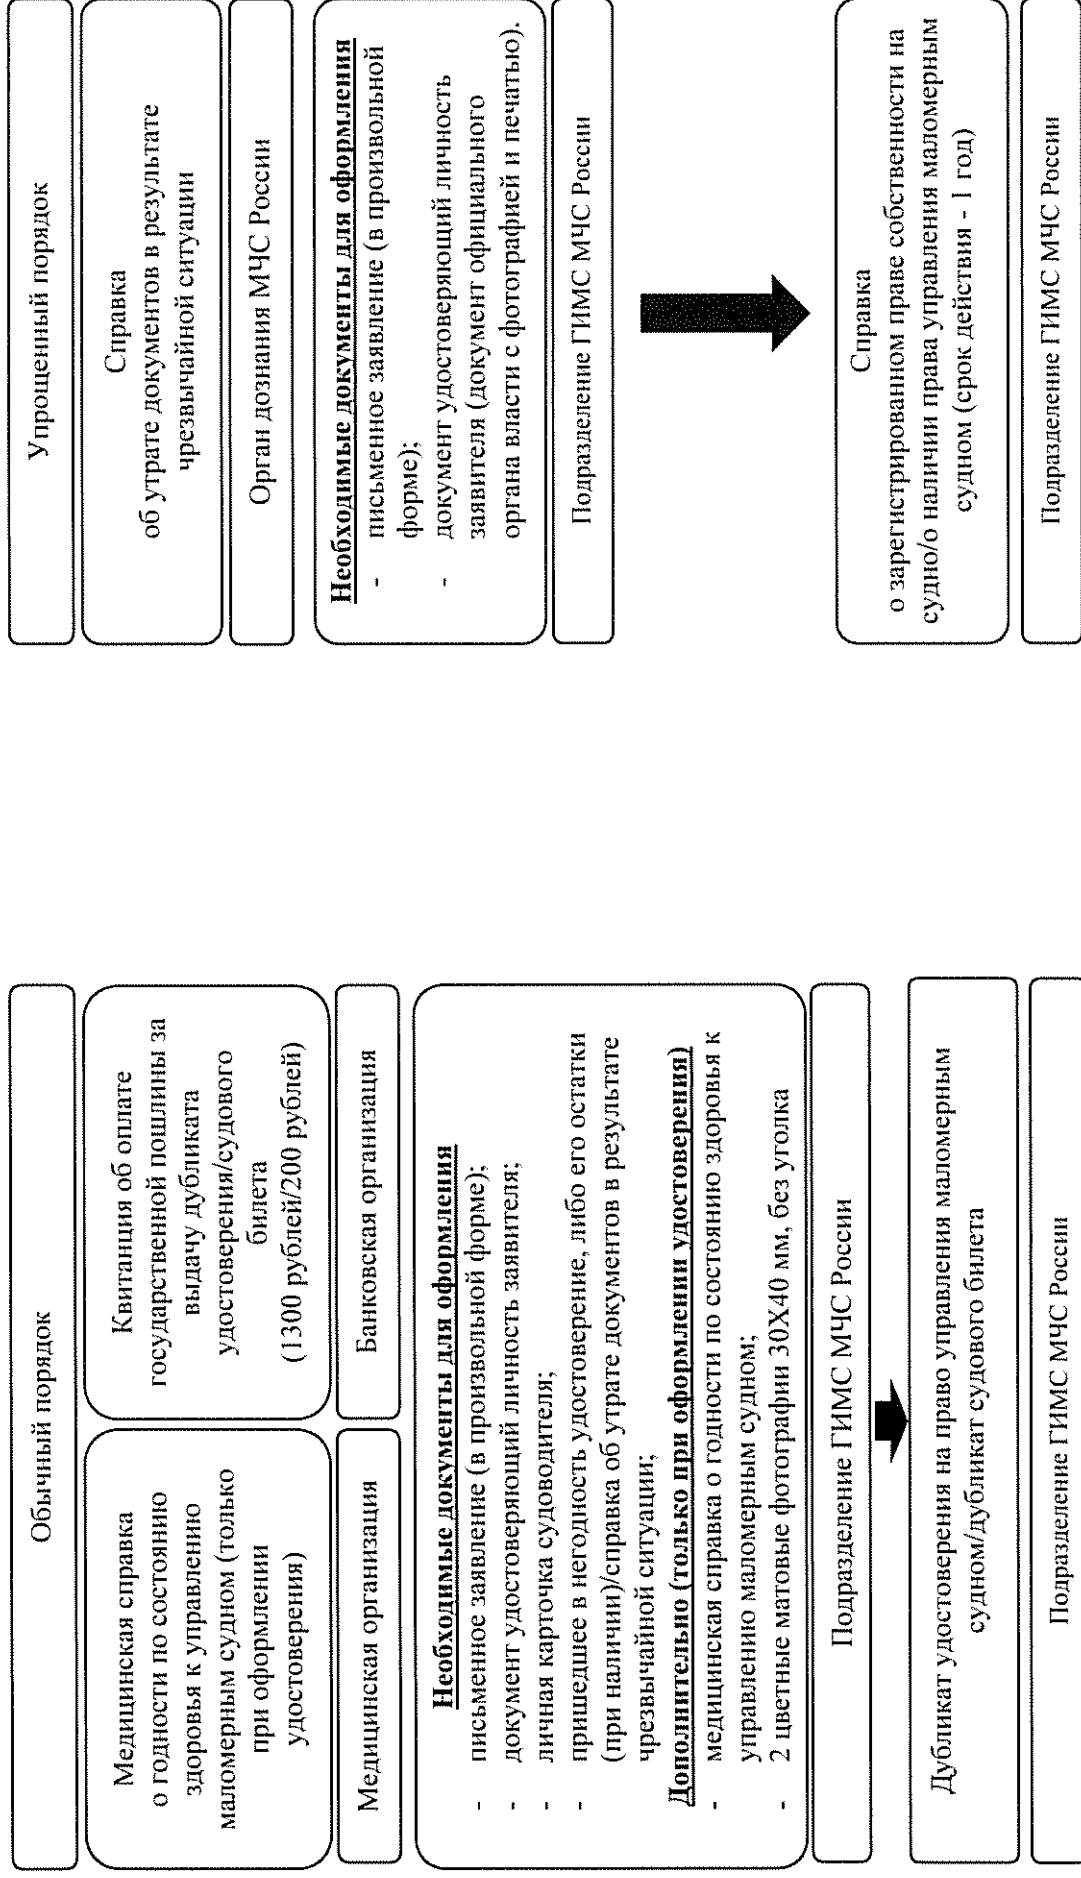 Обычный порядок
Медицинская справка
о годности по состоянию
здоровья к управлению
маломерным судном (только
при оформлении
удостоверения)
Медицинская организация
Квитанция об оплате
государственной пошлины за
выдачу дубликата
удостоверения/судового
билета
(1300 рублей/200 рублей)
Банковская организация
Необходимые документы для оформления
- письменное заявление (в произвольной форме);
- документ удостоверяющий личность заявителя;
- личная карточка судоводителя;
- пришедшее в негодность удостоверение, либо его остатки
(при наличии)/справка об утрате документов в результате
чрезвычайной ситуации;
Дополнительно (только при оформлении удостоверения)
- медицинская справка о годности по состоянию здоровья к
управлению маломерным судном;
- 2 цветные матовые фотографии 30Х40 мм, без уголка
Подразделение ГИМС МЧС России
Дубликат удостоверения на право управления маломерным
судном/дубликат судового билета
Подразделение ГИМС МЧС России
Упрощенный порядок
Справка
об утрате документов в результате
чрезвычайной ситуации
Орган дознания МЧС России
Необходимые документы для оформления
- письменное заявление (в произвольной
форме);
- документ удостоверяющий личность
заявителя (документ официального
органа власти с фотографией и печатью).
Подразделение ГИМС МЧС России
Справка
о зарегистрированном праве собственности на
судно/о наличии права управления маломерным
судном (срок действия - 1 год)
Подразделение ГИМС МЧС России